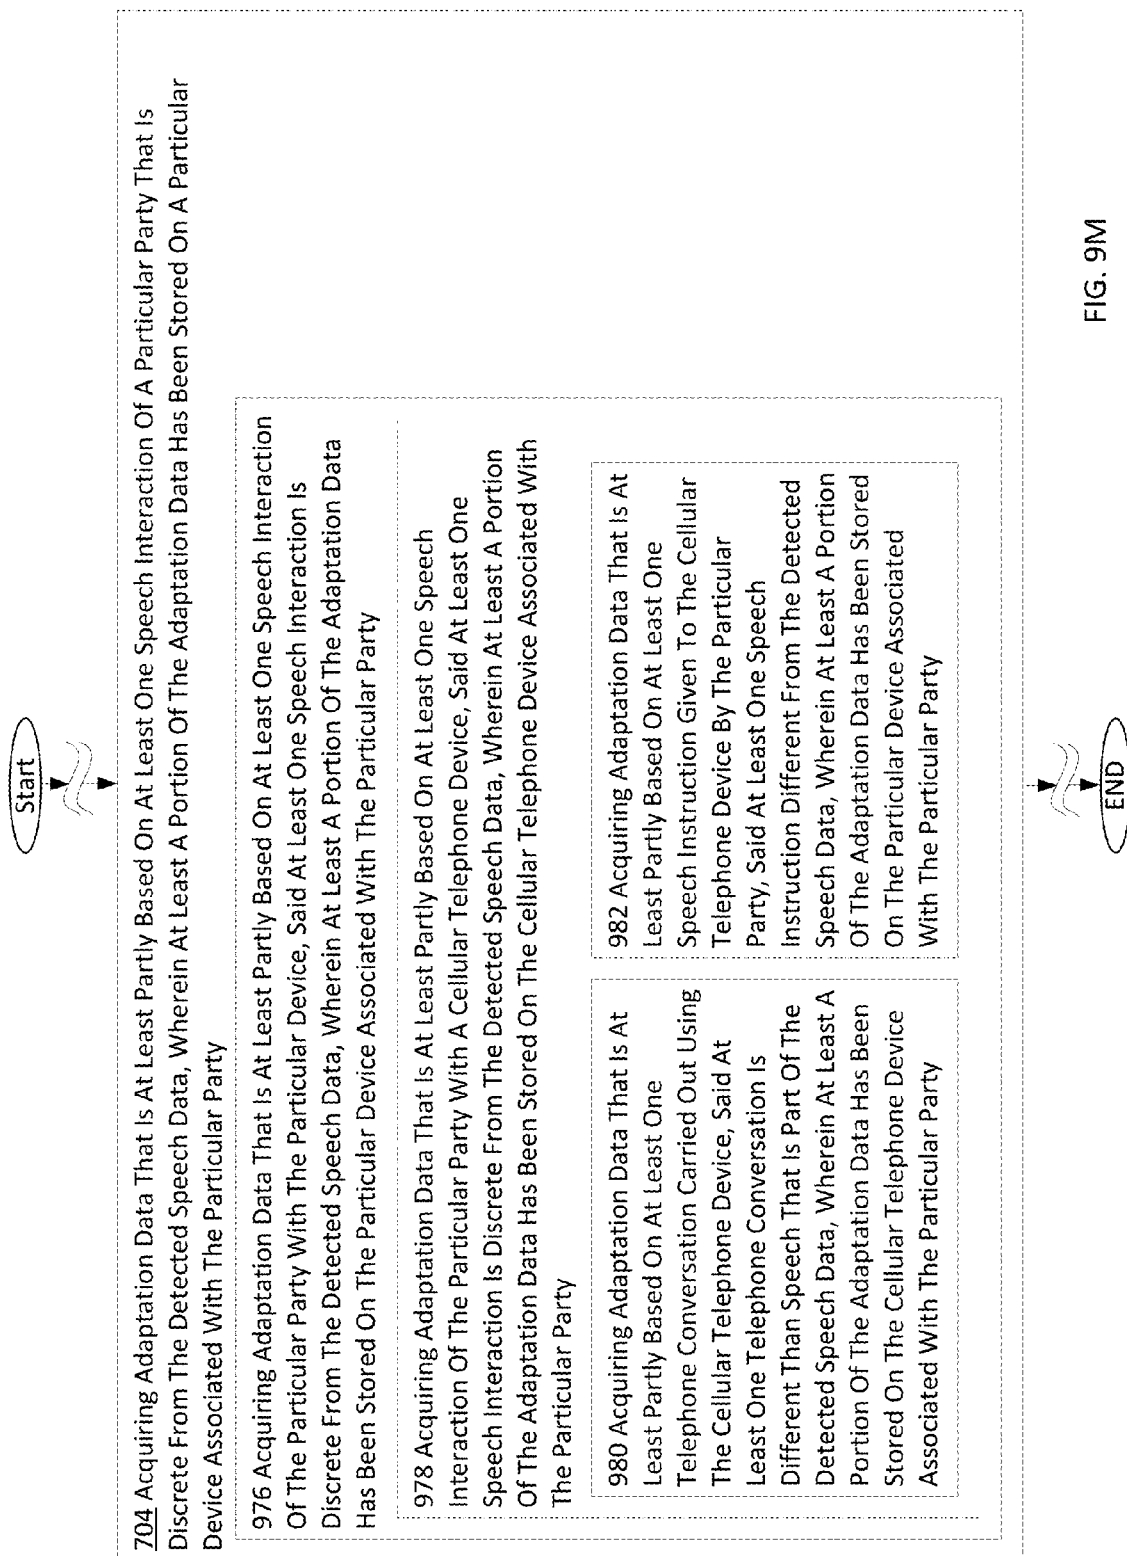 Start
704 Acquiring Adaptation Data That Is At Least Partly Based On At Least One Speech Interaction Of A Particular Party That Is
Discrete From The Detected Speech Data, Wherein At Least A Portion Of The Adaptation Data Has Been Stored On A Particular
Device Associated With The Particular Party
976 Acquiring Adaptation Data That Is At Least Partly Based On At Least One Speech Interaction
Of The Particular Party With The Particular Device, Said At Least One Speech Interaction Is
Discrete From The Detected Speech Data, Wherein At Least A Portion Of The Adaptation Data
Has Been Stored On The Particular Device Associated With The Particular Party
978 Acquiring Adaptation Data That Is At Least Partly Based On At Least One Speech
Interaction Of The Particular Party With A Cellular Telephone Device, Said At Least One
Speech Interaction Is Discrete From The Detected Speech Data, Wherein At Least A Portion
Of The Adaptation Data Has Been Stored On The Cellular Telephone Device Associated With
The Particular Party
980 Acquiring Adaptation Data That Is At
Least Partly Based On At Least One
Telephone Conversation Carried Out Using
The Cellular Telephone Device, Said At
Least One Telephone Conversation Is
Different Than Speech That Is Part Of The
Detected Speech Data, Wherein At Least A
Portion Of The Adaptation Data Has Been
Stored On The Cellular Telephone Device
Associated With The Particular Party
982 Acquiring Adaptation Data That Is At
Least Partly Based On At Least One
Speech Instruction Given To The Cellular
Telephone Device By The Particular
Party, Said At Least One Speech
Instruction Different From The Detected
Speech Data, Wherein At Least A Portion
Of The Adaptation Data Has Been Stored
On The Particular Device Associated
With The Particular Party
END
FIG. 9M